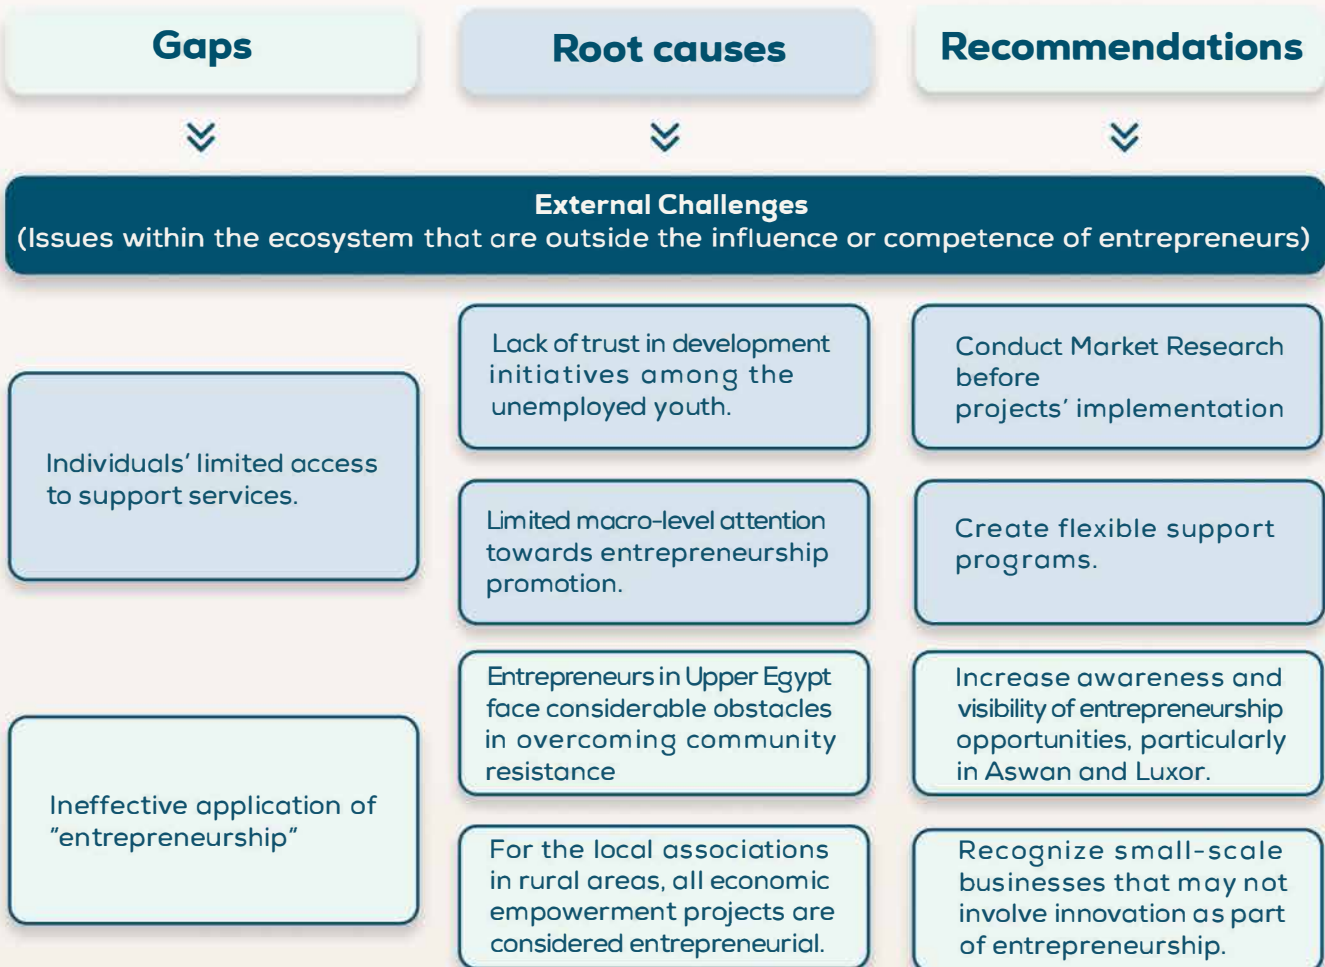 Gaps
Root causes
Recommendations
External Challenges
(Issues within the ecosystem that are outside the influence or competence of entrepreneurs)
Individuals' limited access
to support services.
Lack of trust in development
initiatives among the
unemployed youth.
Conduct Market Research
before
projects' implementation
Limited macro-level attention
towards entrepreneurship
promotion.
Create flexible support
programs.
Ineffective application of
"entrepreneurship"
Entrepreneurs in Upper Egypt
face considerable obstacles
in overcoming community
resistance
Increase awareness and
visibility of entrepreneurship
opportunities, particularly
in Aswan and Luxor.
For the local associations
in rural areas, all economic
empowerment projects are
considered entrepreneurial.
Recognize small-scale
businesses that may not
involve innovation as part
of entrepreneurship.